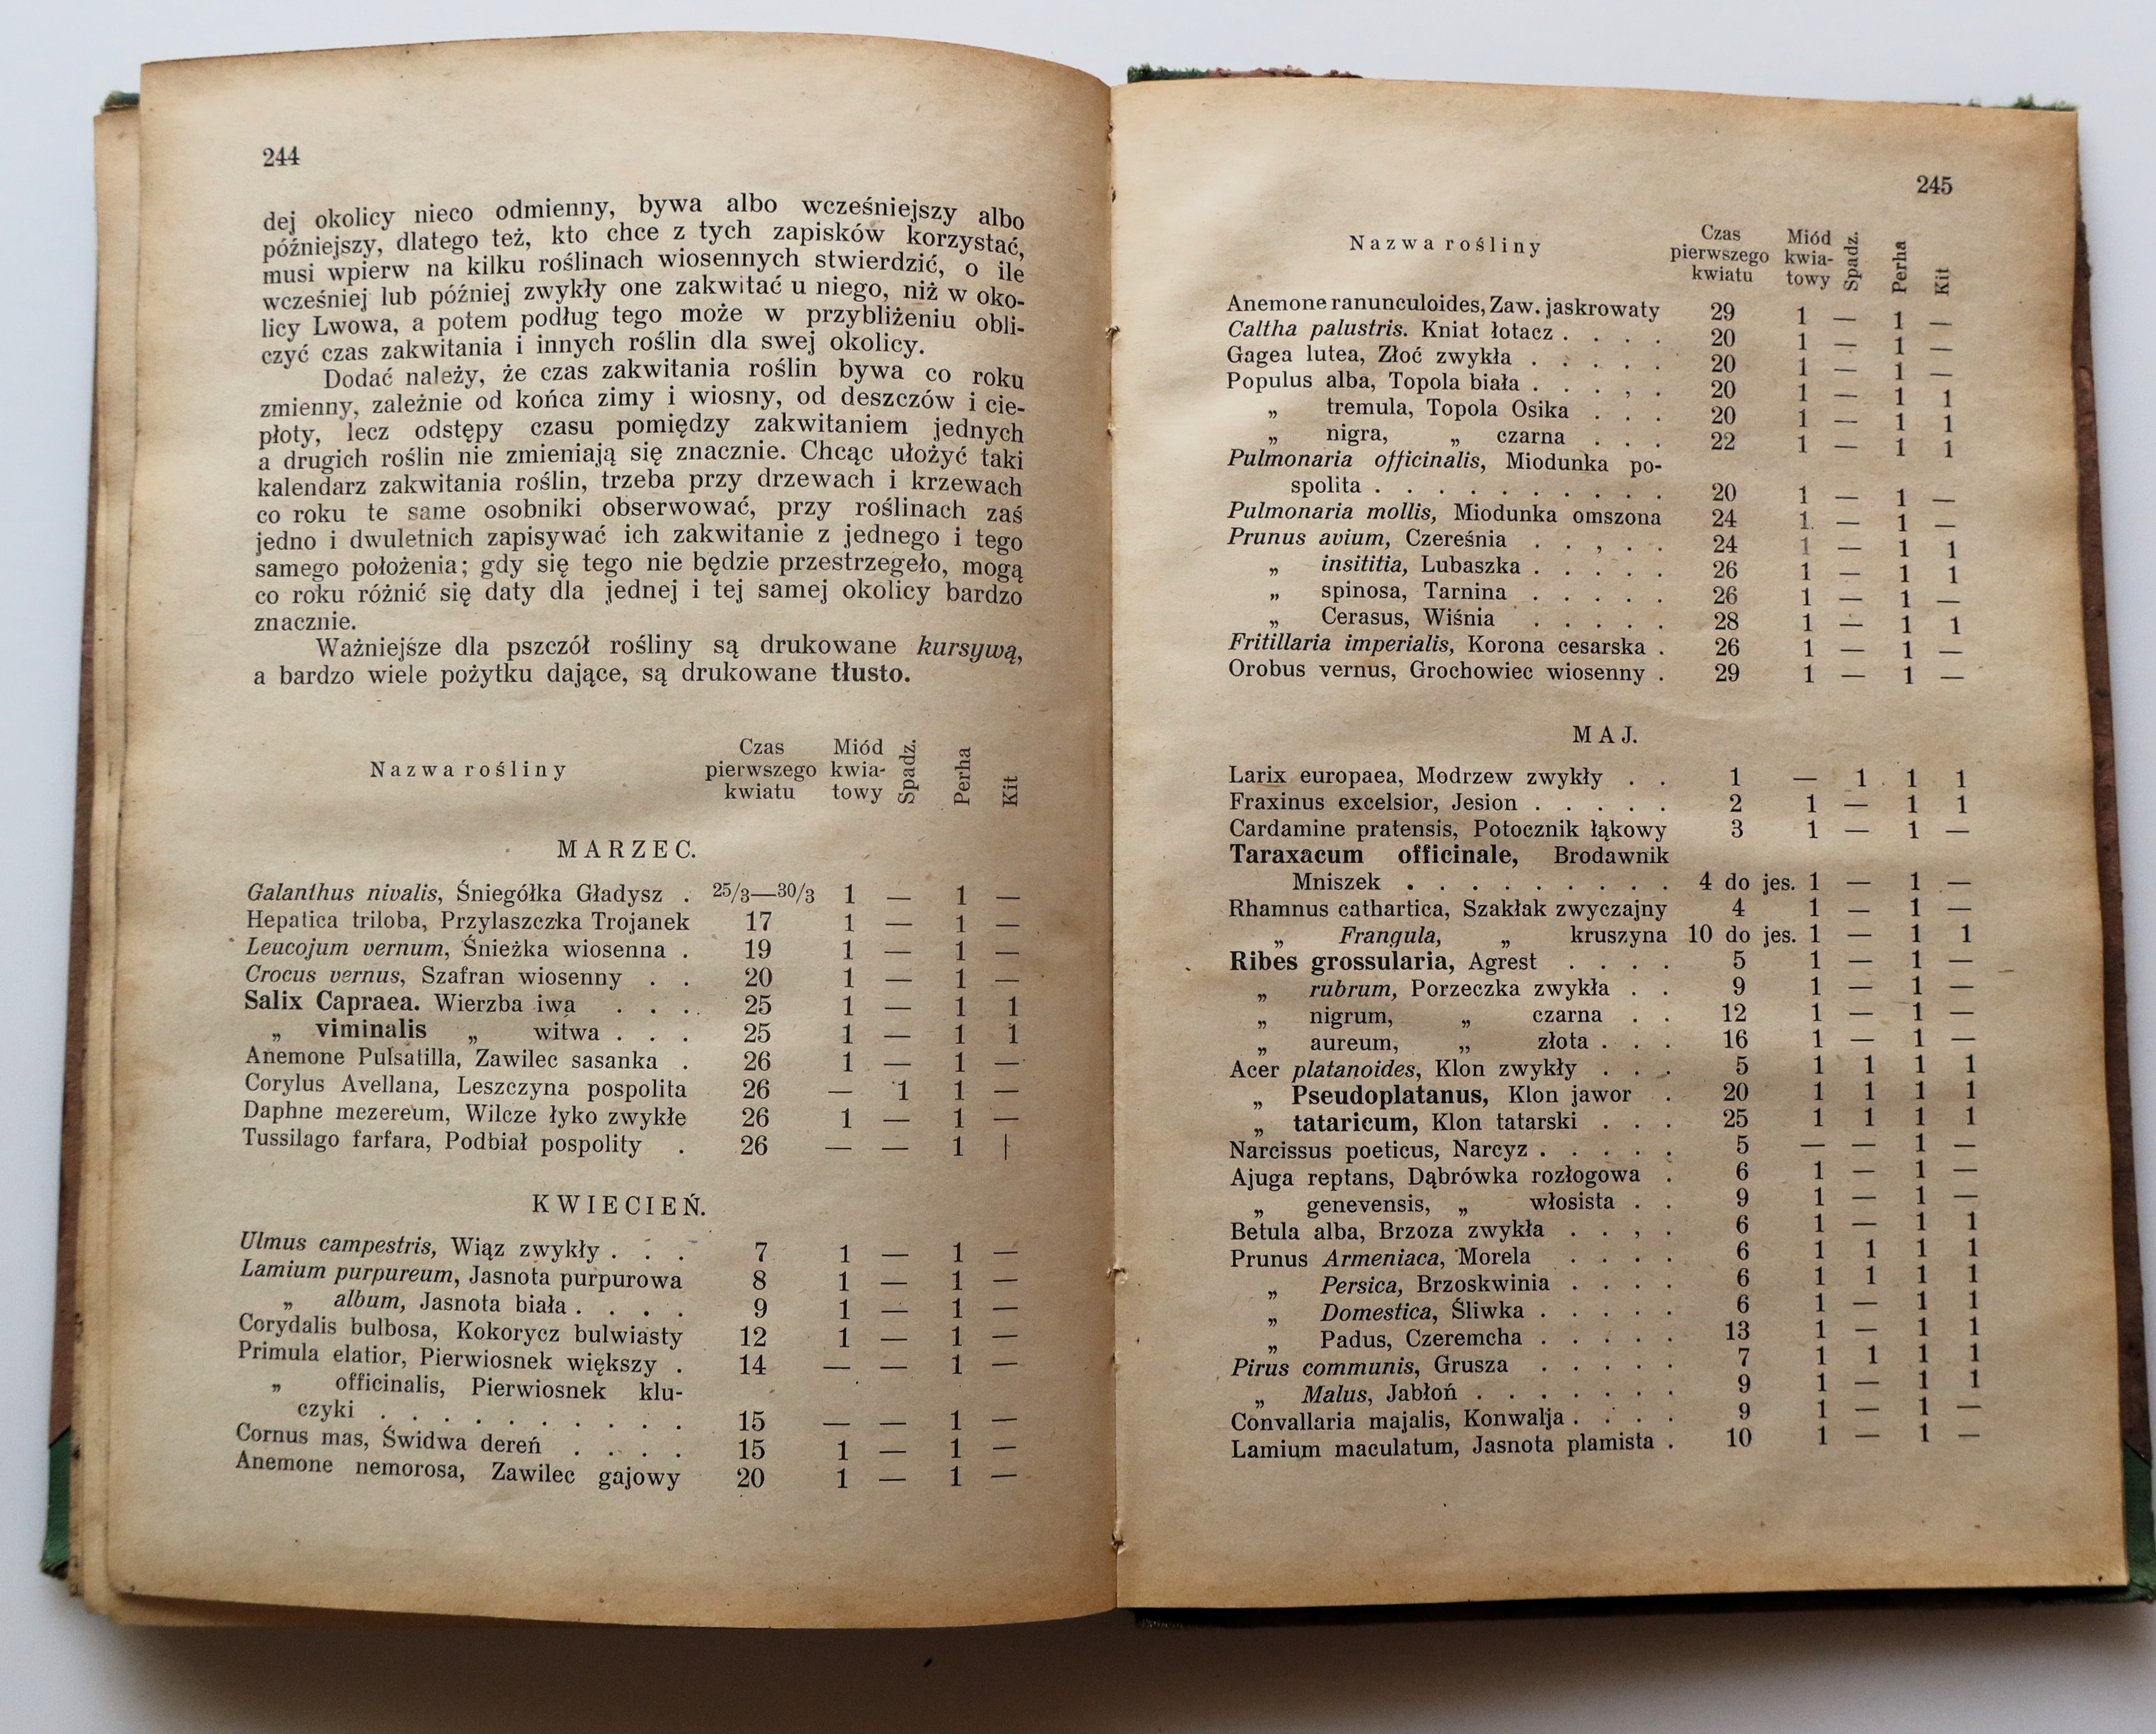 244
dej okolicy nieco odmienny, bywa albo wcześniejszy albo
późniejszy, dlatego też, kto chce z tych zapisków korzystać,
musi wpierw na kilku roślinach wiosennych stwierdzić, o ile
wcześniej lub później zwykły one zakwitać u niego, niż w oko-
licy Lwowa, a potem podług tego może w przybliżeniu obli-
czyć czas zakwitania i innych roślin dla swej okolicy.
Dodać należy, że czas zakwitania roślin bywa co roku
zmienny, zależnie od końca zimy i wiosny, od deszczów i cie-
płoty, lecz odstępy czasu pomiędzy zakwitaniem jednych
a drugich roślin nie zmieniają się znacznie. Chcąc ułożyć taki
kalendarz zakwitania roślin, trzeba przy drzewach i krzewach
co roku te same osobniki obserwować, przy roślinach zaś
jedno i dwuletnich zapisywać ich zakwitanie z jednego i tego
samego położenia; gdy się tego nie będzie przestrzegeło, mogą
co roku różnić się daty dla jednej i tej samej okolicy bardzo
znacznie.
Ważniejsze dla pszczół rośliny są drukowane kursywą,
a bardzo wiele pożytku dające, są drukowane tłusto.
Nazwa rośliny Czas pierwszego kwiatu Miód kwia-towy Spadz. Perha Kit
MARZEC.
Galanthus nivalis, Śniegółka Gładysz . 25/3—30/3 1 — 1 —
Hepatica triloba, Przylaszczka Trojanek 17 1 — 1 —
Leucojum vernum, Śnieżka wiosenna . 19 1 — 1 —
Crocus vernus, Szafran wiosenny . . 20 1 — 1 —
Salix Capraea. Wierzba iwa . . . 25 1 — 1 1
„ viminalis „ witwa . . . 25 1 — 1 1
Anemone Pulsatilla, Zawilec sasanka . 26 1 — 1 —
Corylus Avellana, Leszczyna pospolita 26 — 1 1 —
Daphne mezereum, Wilcze łyko zwykłe 26 1 — 1 —
Tussilago farfara, Podbiał pospolity . 26 — — 1 |
KWIECIEŃ.
Ulmus campestris, Wiąz zwykły . . . 7 1 — 1 —
Lamium purpureum, Jasnota purpurowa 8 1 — 1 —
„ album, Jasnota biała . . . . 9 1 — 1 —
Corydalis bulbosa, Kokorycz bulwiasty 12 1 — 1 —
Primula elatior, Pierwiosnek większy . 14 — — 1 —
„ officinalis, Pierwiosnek klu-
czyki . . . . . . . . . . 15 — — 1 —
Cornus mas, Świdwa dereń . . . . 15 1 — 1 —
Anemone nemorosa, Zawilec gajowy 20 1 — 1 —
245
Nazwa rośliny Czas pierwszego kwiatu Miód kwia-towy Spadz. Perha Kit
Anemone ranunculoides, Zaw. jaskrowaty 29 1 — 1 —
Caltha palustris. Kniat łotacz . . . . 20 1 — 1 —
Gagea lutea, Złoć zwykła . . . . . 20 1 — 1 —
Populus alba, Topola biała . . . , . 20 1 — 1 1
„ tremula, Topola Osika . . . 20 1 — 1 1
„ nigra, „ czarna . . . 22 1 — 1 1
Pulmonaria officinalis, Miodunka po-
spolita . . . . . . . . . . 20 1 — 1 —
Pulmonaria mollis, Miodunka omszona 24 1 — 1 —
Prunus avium, Czereśnia . . , . . 24 1 — 1 1
„ insititia, Lubaszka . . . . . 26 1 — 1 1
„ spinosa, Tarnina . . . . . 26 1 — 1 —
„ Cerasus, Wiśnia . . . . . 28 1 — 1 1
Fritillaria imperialis, Korona cesarska . 26 1 — 1 —
Orobus vernus, Grochowiec wiosenny . 29 1 — 1 —
MAJ.
Larix europaea, Modrzew zwykły . . 1 — 1 1 1
Fraxinus excelsior, Jesion . . . . . 2 1 — 1 1
Cardamine pratensis, Potocznik łąkowy 3 1 — 1 —
Taraxacum officinale, Brodawnik
Mniszek . . . . . . . . . 4 do jes. 1 — 1 —
Rhamnus cathartica, Szakłak zwyczajny 4 1 — 1 —
„ Frangula, „ kruszyna 10 do jes. 1 — 1 1
Ribes grossularia, Agrest . . . . 5 1 — 1 —
„ rubrum, Porzeczka zwykła . . 9 1 — 1 —
„ nigrum, „ czarna . . 12 1 — 1 —
„ aureum, „ złota . . . 16 1 — 1 —
Acer platanoides, Klon zwykły . . . 5 1 1 1 1
„ Pseudoplatanus, Klon jawor . 20 1 1 1 1
„ tataricum, Klon tatarski . . . 25 1 1 1 1
Narcissus poeticus, Narcyz . . . . . 5 — — 1 —
Ajuga reptans, Dąbrówka rozłogowa . 6 1 — 1 —
„ genevensis, „ włosista . . 9 1 — 1 —
Betula alba, Brzoza zwykła . . , . 6 1 — 1 1
Prunus Armeniaca, Morela . . . . 6 1 1 1 1
„ Persica, Brzoskwinia . . . . 6 1 1 1 1
„ Domestica, Śliwka . . . . . 6 1 — 1 1
„ Padus, Czeremcha . . . . . 13 1 — 1 1
Pirus communis, Grusza . . . . . 7 1 1 1 1
„ Malus, Jabłoń . . . . . . . 9 1 — 1 1
Convallaria majalis, Konwalja . . . . 9 1 — 1 —
Lamium maculatum, Jasnota plamista . 10 1 — 1 —